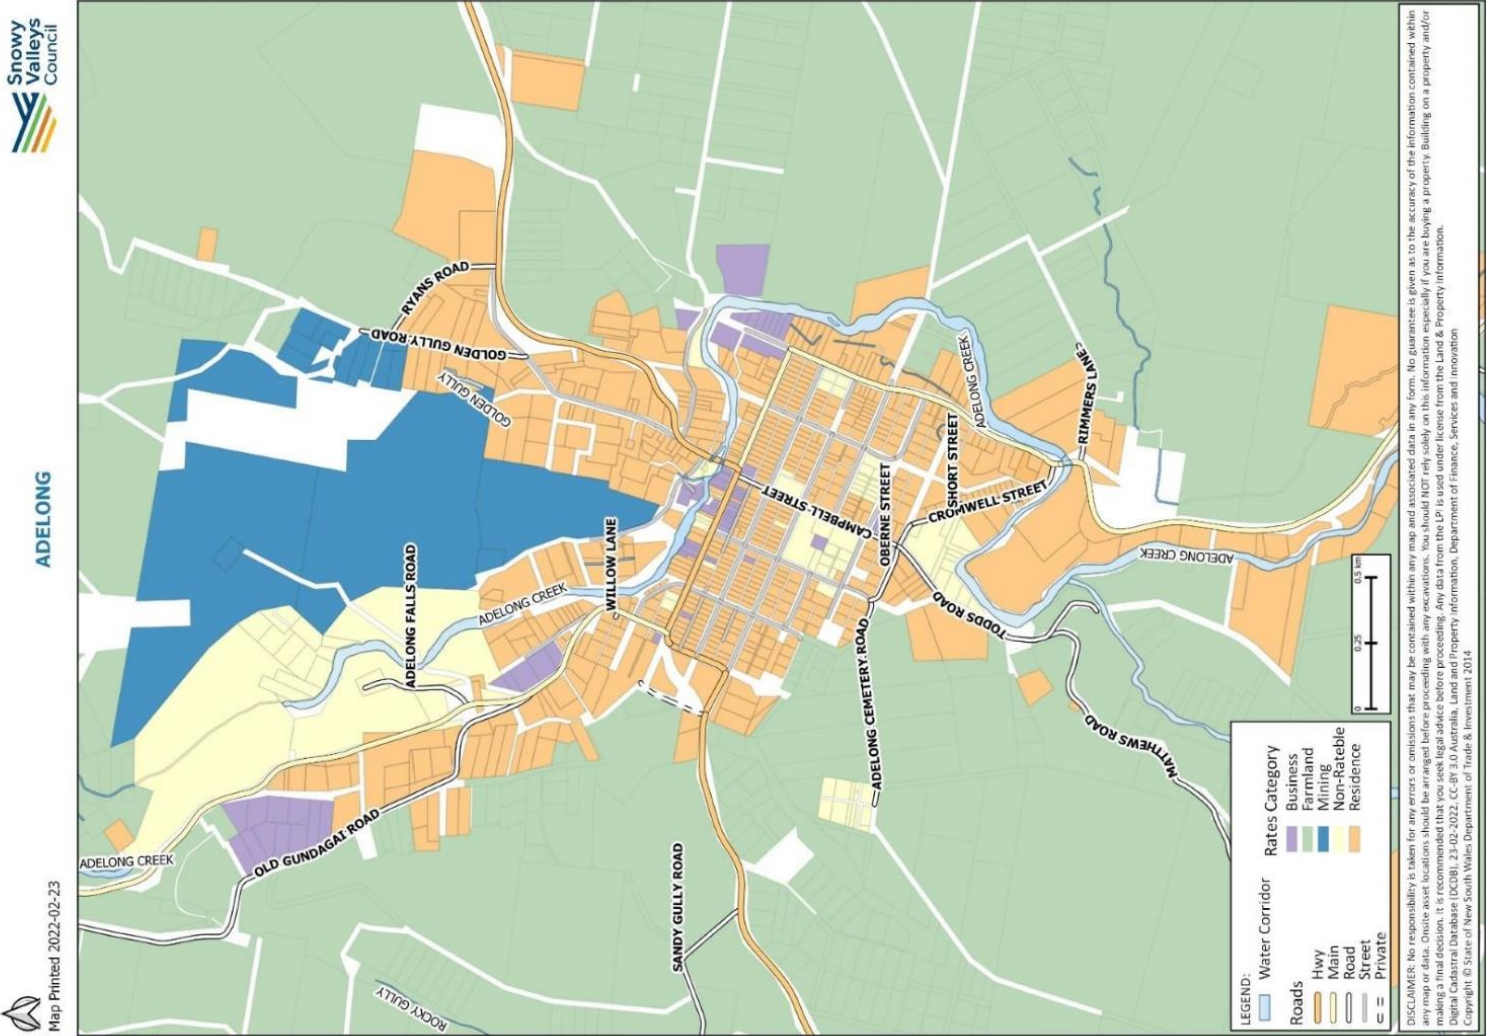 Map Printed 2022-02-23
ADELONG
Snowy
Valleys
Council
ADELONG CREEK
OLD GUNDAGAI ROAD
ROCKY GULLY
SANDY GULLY ROAD
ADELONG FALLS ROAD
ADELONG CREEK
WILLOW LANE
GOLDEN GULLY
GOLDEN GULLY ROAD
RYANS ROAD
CAMPBELL STREET
OBERNE STREET
SHORT STREET
CROMWELL STREET
ADELONG CREEK
RIMMERS LANE
ADELONG CEMETERY ROAD
TODDS ROAD
MATTHEWS ROAD
ADELONG CREEK
LEGEND:
Water Corridor
Roads
Hwy
Main
Road
Street
Private
Rates Category
Business
Farmland
Mining
Non-Rateble
Residence
0 0.25 0.5 km
DISCLAIMER: No responsibility is taken for any errors or omissions that may be contained within any map and associated data in any form. No guarantee is given as to the accuracy of the information contained within
any map or data. Onsite asset locations should be arranged before proceeding with any excavations. You should NOT rely solely on this information especially if you are buying a property. Building on a property and/or
making a final decision, it is recommended that you seek legal advice before proceeding. Any data from the LPI is used under license from the Land & Property Information.
Digital Cadastral Database (DCDB), 23-02-2022, CC-BY 3.0 Australia, Land and Property Information, Department of Finance, Services and Innovation
Copyright © State of New South Wales Department of Trade & Investment 2014